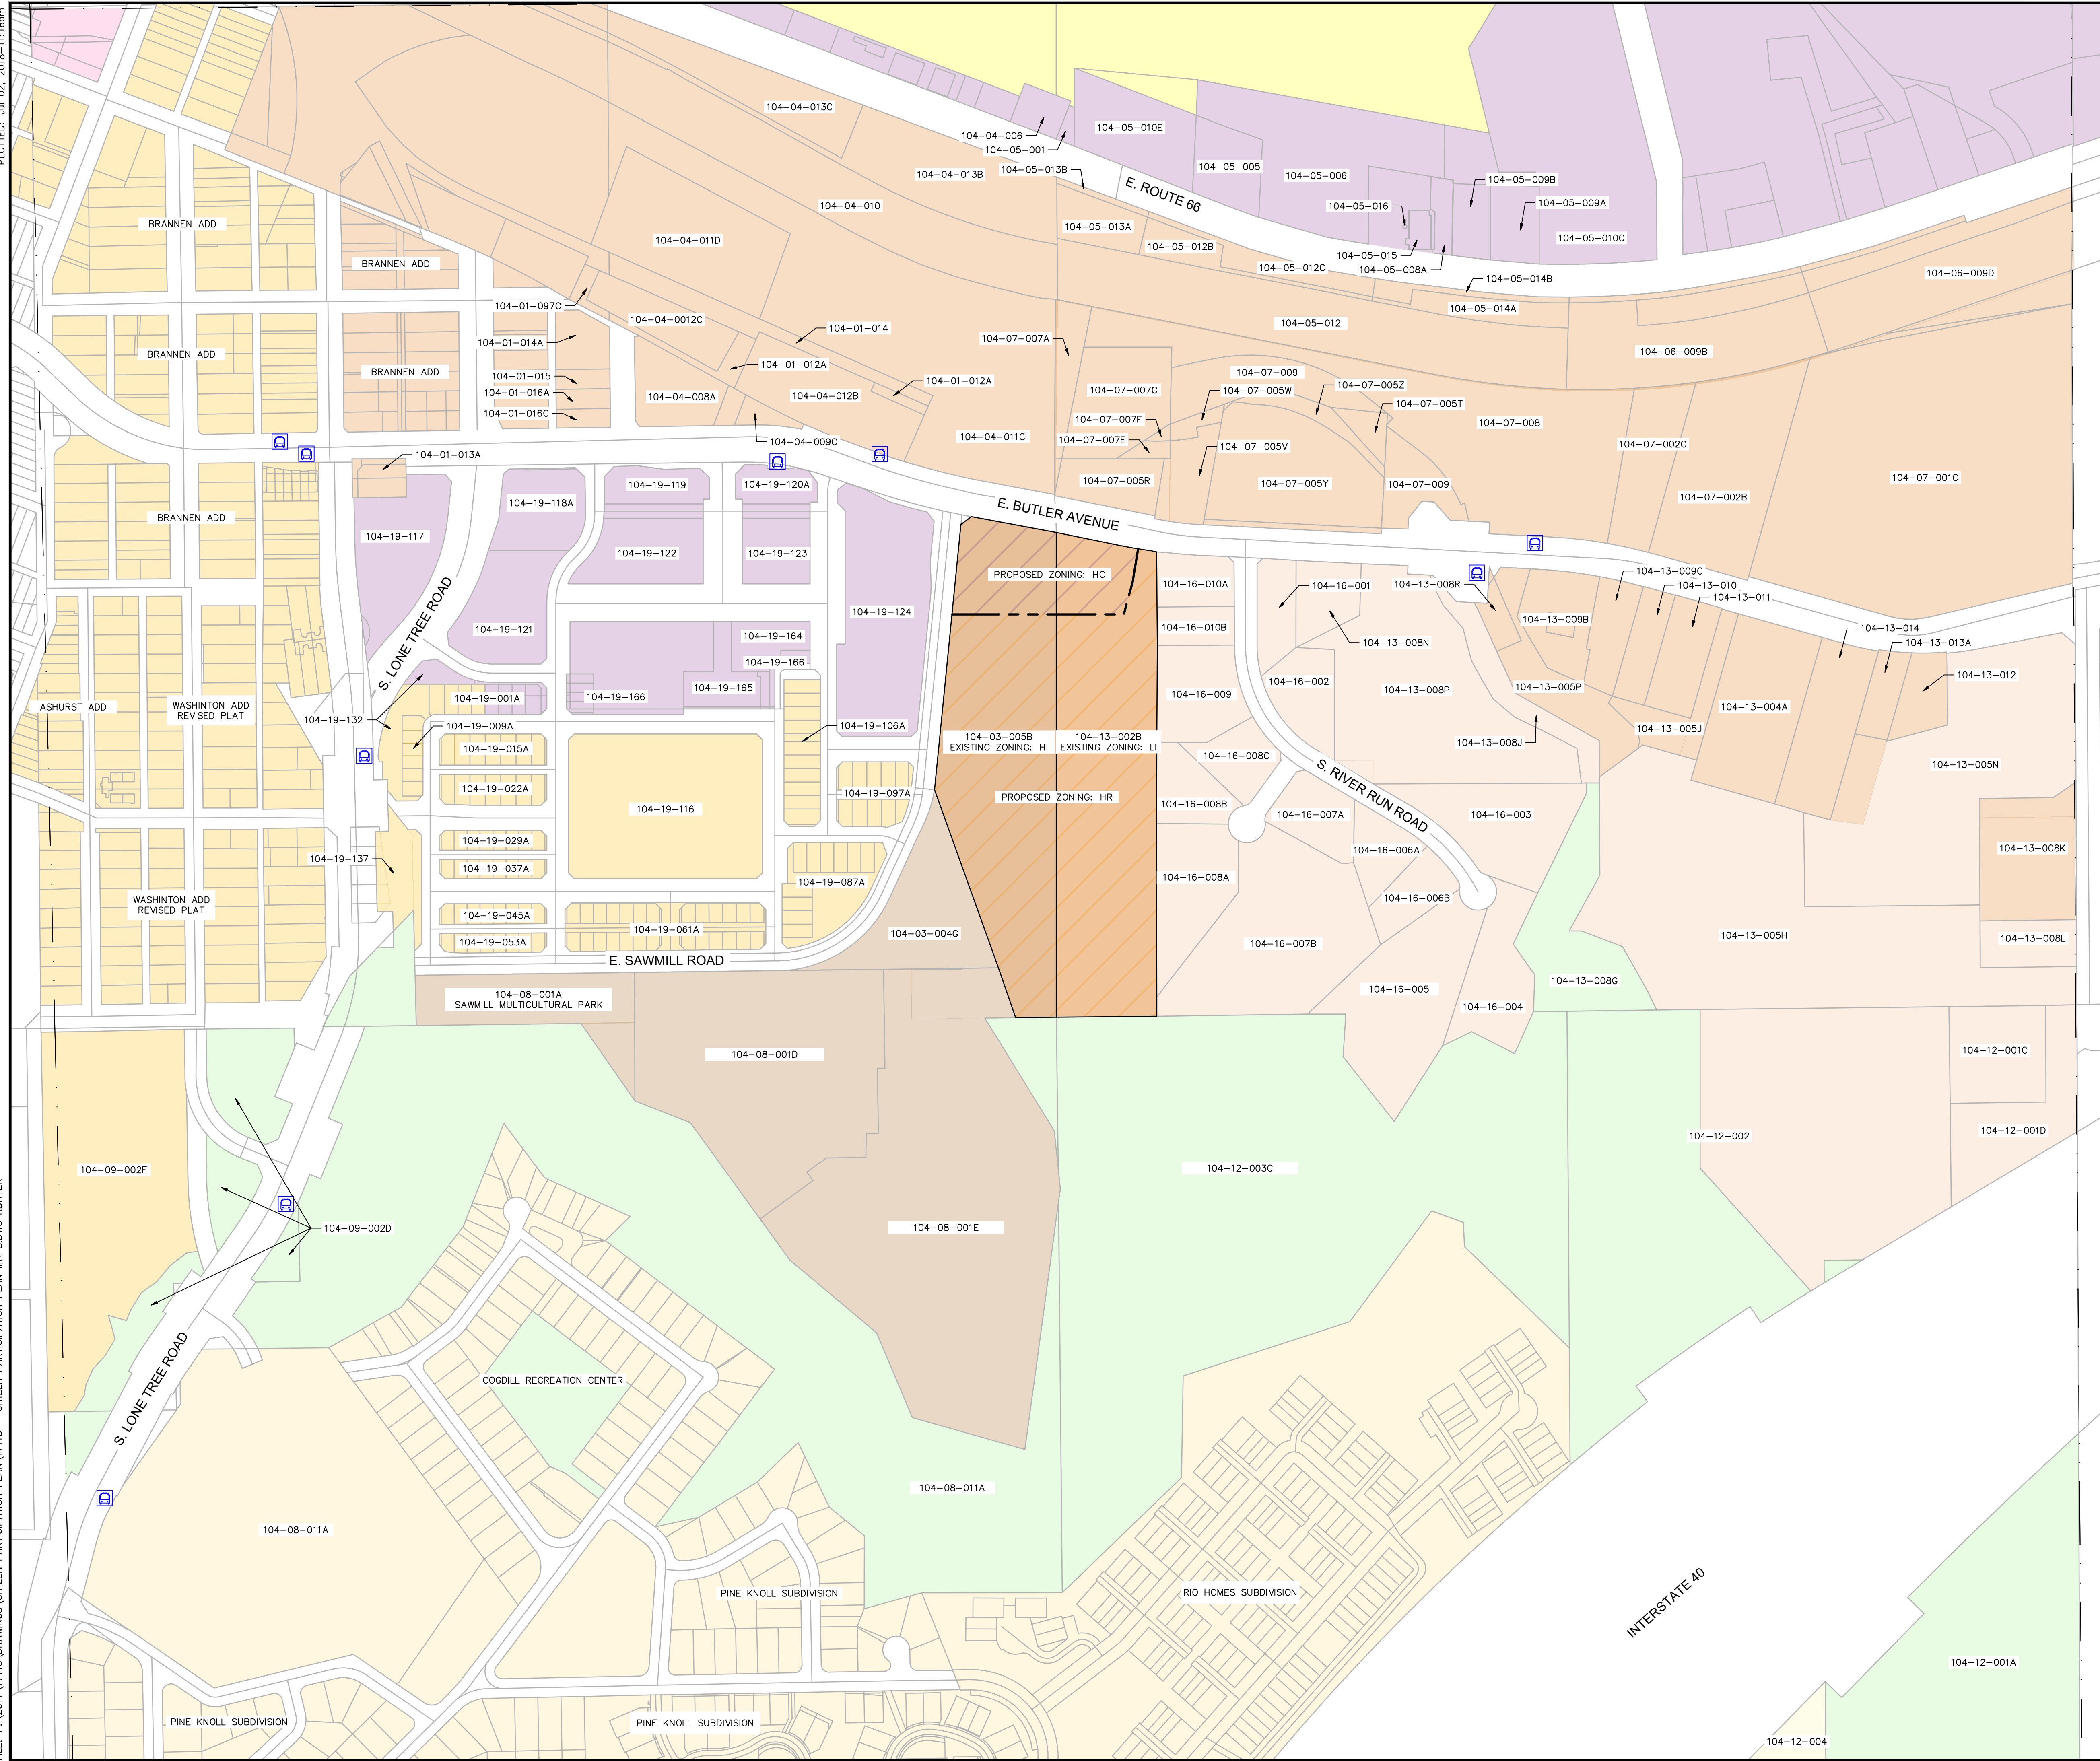 PLOTTED: Jul 02, 2018-11:16am
104-04-013C
104-04-006
104-05-001
104-05-010E
104-04-013B
104-05-013B
104-05-005
104-05-006
104-05-009B
104-05-009A
104-05-016
104-05-010C
E. ROUTE 66
104-04-010
104-05-013A
104-05-012B
104-05-015
104-05-012C
104-05-008A
104-05-014B
104-05-014A
104-06-009D
BRANNEN ADD
BRANNEN ADD
104-04-011D
104-01-097C
104-04-0012C
104-01-014
104-01-014A
104-07-007A
104-05-012
104-06-009B
BRANNEN ADD
BRANNEN ADD
104-01-012A
104-01-015
104-01-016A
104-01-016C
104-04-008A
104-04-012B
104-01-012A
104-07-009
104-07-007C
104-07-005W
104-07-005Z
104-07-005T
104-07-007F
104-07-008
104-07-007E
104-07-005V
104-07-002C
104-04-009C
104-04-011C
104-01-013A
104-07-005R
104-07-005Y
104-07-009
104-07-002B
104-07-001C
104-19-119
104-19-120A
104-19-118A
E. BUTLER AVENUE
BRANNEN ADD
104-19-117
104-19-122
104-19-123
PROPOSED ZONING: HC
104-16-010A
104-16-001
104-13-008R
104-13-009C
104-13-010
104-13-011
104-19-124
104-13-009B
104-16-010B
104-13-008N
104-13-014
104-13-013A
104-13-012
S. LONE TREE ROAD
104-19-121
104-19-164
104-19-166
104-19-165
104-19-166
104-19-001A
104-16-009
104-16-002
104-13-008P
104-13-005P
104-13-004A
ASHURST ADD
WASHINTON ADD
REVISED PLAT
104-19-132
104-19-009A
104-19-106A
104-13-005J
104-03-005B
EXISTING ZONING: HI
104-13-002B
EXISTING ZONING: LI
104-13-008J
104-19-015A
104-16-008C
104-13-005N
104-19-022A
104-19-116
104-19-097A
PROPOSED ZONING: HR
104-16-008B
S. RIVER RUN ROAD
104-16-007A
104-16-003
104-19-029A
104-16-006A
104-13-008K
104-19-137
104-19-037A
104-19-087A
104-16-008A
104-16-006B
WASHINTON ADD
REVISED PLAT
104-19-045A
104-19-061A
104-19-053A
104-03-004G
104-16-007B
104-13-005H
104-13-008L
E. SAWMILL ROAD
104-13-008G
104-16-005
104-16-004
104-08-001A
SAWMILL MULTICULTURAL PARK
104-08-001D
104-12-001C
104-12-002
104-12-001D
104-09-002F
104-12-003C
104-09-002D
104-08-001E
S. LONE TREE ROAD
COGDILL RECREATION CENTER
104-08-011A
104-08-011A
PINE KNOLL SUBDIVISION
RIO HOMES SUBDIVISION
INTERSTATE 40
104-12-001A
PINE KNOLL SUBDIVISION
PINE KNOLL SUBDIVISION
104-12-004